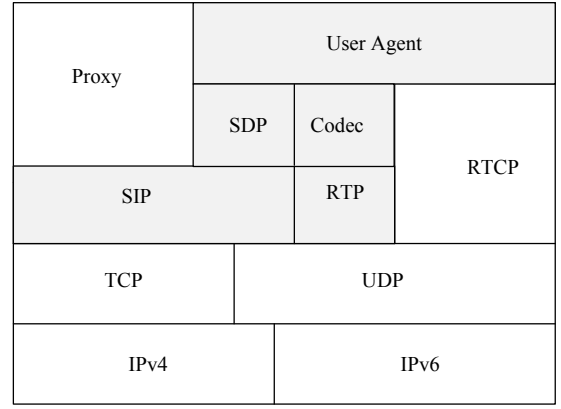 User Agent
Proxy
SDP
Codec
RTCP
SIP
RTP
TCP
UDP
IPv4
IPv6